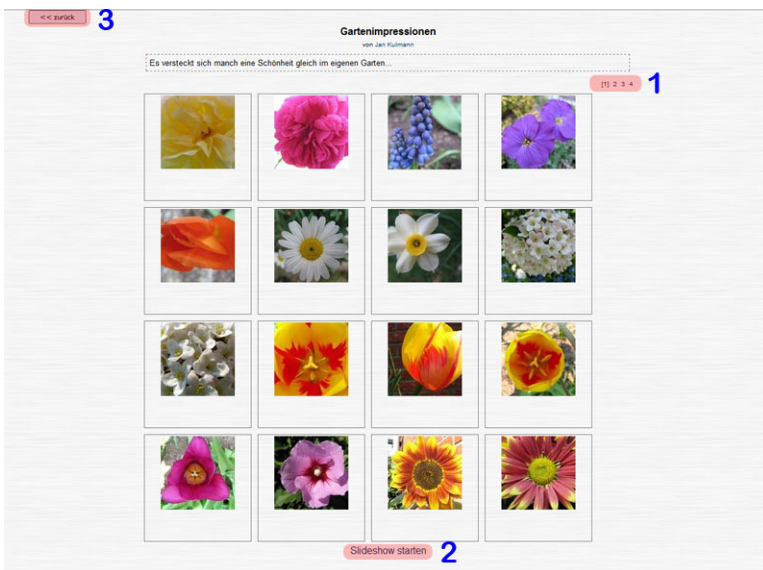 << zurück 3
Gartenimpressionen
von Jan Kulmann
Es versteckt sich manch eine Schönheit gleich im eigenen Garten...
[1] 2 3 4 1
Slideshow starten 2